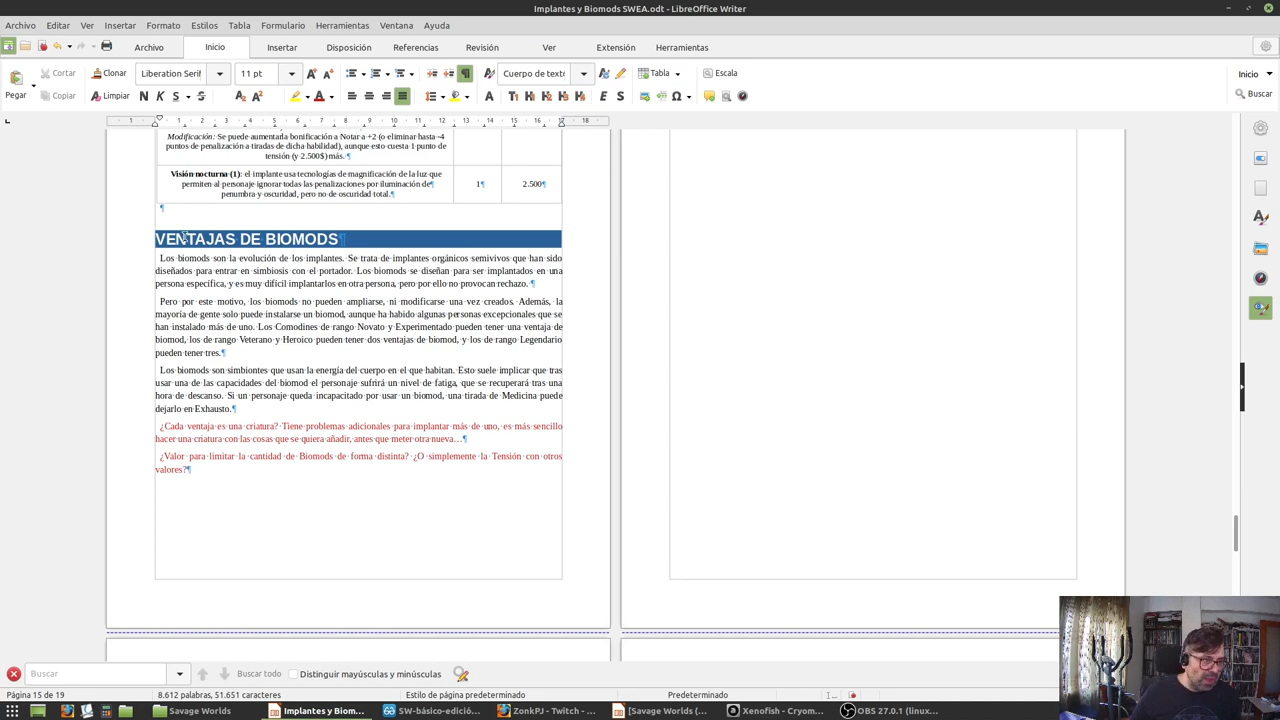 Implantes y Biomods SWEA.odt - LibreOffice Writer
Archivo Editar Ver Insertar Formato Estilos Tabla Formulario Herramientas Ventana Ayuda
Archivo Inicio Insertar Disposición Referencias Revisión Ver Extensión Herramientas
Cortar Clonar Liberation Serif 11 pt Cuerpo de texto Tabla Escala Inicio
Pegar Copiar Limpiar Buscar
Modificación: Se puede aumentar la bonificación a Notar a +2 (o eliminar hasta -4
puntos de penalización a tiradas de dicha habilidad), aunque esto cuesta 1 punto de
tensión (y 2.500$) más. ¶
Visión nocturna (1): el implante usa tecnologías de magnificación de la luz que
permiten al personaje ignorar todas las penalizaciones por iluminación de¶ 1¶ 2.500¶
penumbra y oscuridad, pero no de oscuridad total.¶
¶
VENTAJAS DE BIOMODS¶
Los biomods son la evolución de los implantes. Se trata de implantes orgánicos semivivos que han sido
diseñados para entrar en simbiosis con el portador. Los biomods se diseñan para ser implantados en una
persona específica, y es muy difícil implantarlos en otra persona, pero por ello no provocan rechazo. ¶
Pero por este motivo, los biomods no pueden ampliarse, ni modificarse una vez creados. Además, la
mayoría de gente solo puede instalarse un biomod, aunque ha habido algunas personas excepcionales que se
han instalado más de uno. Los Comodines de rango Novato y Experimentado pueden tener una ventaja de
biomod, los de rango Veterano y Heroico pueden tener dos ventajas de biomod, y los de rango Legendario
pueden tener tres.¶
Los biomods son simbiontes que usan la energía del cuerpo en el que habitan. Esto suele implicar que tras
usar una de las capacidades del biomod el personaje sufrirá un nivel de fatiga, que se recuperará tras una
hora de descanso. Si un personaje queda incapacitado por usar un biomod, una tirada de Medicina puede
dejarlo en Exhausto.¶
¿Cada ventaja es una criatura? Tiene problemas adicionales para implantar más de uno, es más sencillo
hacer una criatura con las cosas que se quiera añadir, antes que meter otra nueva…¶
¿Valor para limitar la cantidad de Biomods de forma distinta? ¿O simplemente la Tensión con otros
valores?¶
Buscar Buscar todo Distinguir mayúsculas y minúsculas
Página 15 de 19 8.612 palabras, 51.651 caracteres Estilo de página predeterminado Predeterminado
Savage Worlds Implantes y Biom... SW-básico-edició... ZonkPJ - Twitch - ... [Savage Worlds (... Xenofish — Cryom... OBS 27.0.1 (linux...